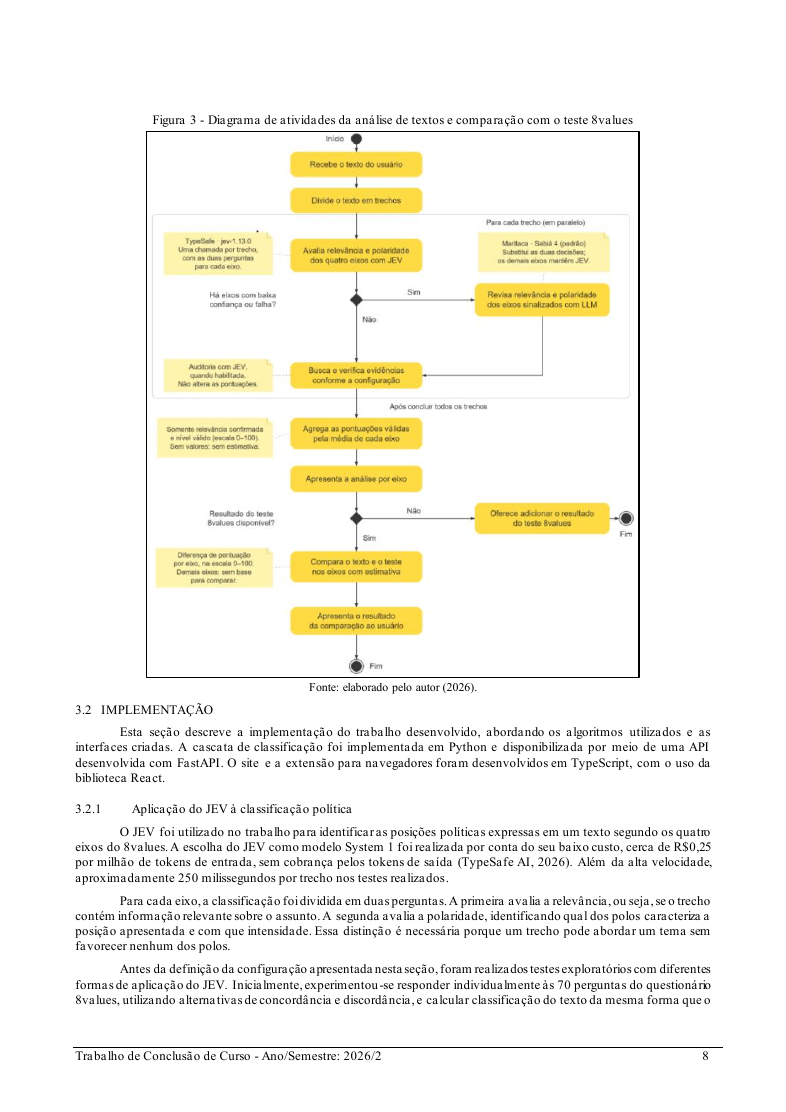 Figura 3 - Diagrama de atividades da análise de textos e comparação com o teste 8values
Início
Recebe o texto do usuário
Divide o texto em trechos
Para cada trecho (em paralelo)
TypeSafe · jev-1.13.0
Uma chamada por trecho,
com as duas perguntas
para cada eixo.
Avalia relevância e polaridade
dos quatro eixos com JEV
Maritaca · Sabiá 4 (padrão)
Substitui as duas decisões;
os demais eixos mantêm JEV.
Há eixos com baixa
confiança ou falha?
Sim
Revisa relevância e polaridade
dos eixos sinalizados com LLM
Não
Auditoria com JEV,
quando habilitada.
Não altera as pontuações.
Busca e verifica evidências
conforme a configuração
Após concluir todos os trechos
Somente relevância confirmada
e nível válido (escala 0–100).
Sem valores: sem estimativa.
Agrega as pontuações válidas
pela média de cada eixo
Apresenta a análise por eixo
Resultado do teste
8values disponível?
Não
Oferece adicionar o resultado
do teste 8values
Fim
Sim
Diferença de pontuação
por eixo, na escala 0–100.
Demais eixos: sem base
para comparar.
Compara o texto e o teste
nos eixos com estimativa
Apresenta o resultado
da comparação ao usuário
Fim
Fonte: elaborado pelo autor (2026).
3.2 IMPLEMENTAÇÃO
Esta seção descreve a implementação do trabalho desenvolvido, abordando os algoritmos utilizados e as
interfaces criadas. A cascata de classificação foi implementada em Python e disponibilizada por meio de uma API
desenvolvida com FastAPI. O site e a extensão para navegadores foram desenvolvidos em TypeScript, com o uso da
biblioteca React.
3.2.1 Aplicação do JEV à classificação política
O JEV foi utilizado no trabalho para identificar as posições políticas expressas em um texto segundo os quatro
eixos do 8values. A escolha do JEV como modelo System 1 foi realizada por conta do seu baixo custo, cerca de R$0,25
por milhão de tokens de entrada, sem cobrança pelos tokens de saída (TypeSafe AI, 2026). Além da alta velocidade,
aproximadamente 250 milissegundos por trecho nos testes realizados.
Para cada eixo, a classificação foi dividida em duas perguntas. A primeira avalia a relevância, ou seja, se o trecho
contém informação relevante sobre o assunto. A segunda avalia a polaridade, identificando qual dos polos caracteriza a
posição apresentada e com que intensidade. Essa distinção é necessária porque um trecho pode abordar um tema sem
favorecer nenhum dos polos.
Antes da definição da configuração apresentada nesta seção, foram realizados testes exploratórios com diferentes
formas de aplicação do JEV. Inicialmente, experimentou-se responder individualmente às 70 perguntas do questionário
8values, utilizando alternativas de concordância e discordância, e calcular classificação do texto da mesma forma que o
Trabalho de Conclusão de Curso - Ano/Semestre: 2026/2
8